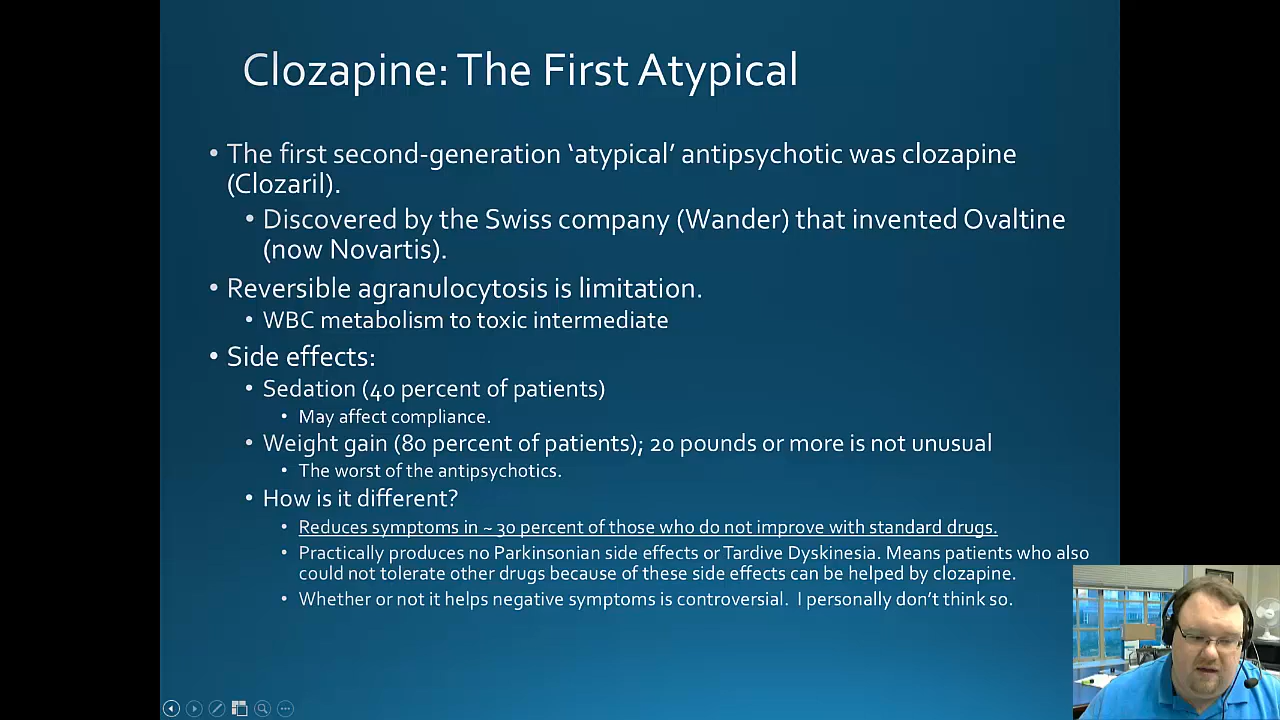 Clozapine: The First Atypical
• The first second-generation ‘atypical’ antipsychotic was clozapine
(Clozaril).
• Discovered by the Swiss company (Wander) that invented Ovaltine
(now Novartis).
• Reversible agranulocytosis is limitation.
• WBC metabolism to toxic intermediate
• Side effects:
• Sedation (40 percent of patients)
• May affect compliance.
• Weight gain (80 percent of patients); 20 pounds or more is not unusual
• The worst of the antipsychotics.
• How is it different?
• Reduces symptoms in ~ 30 percent of those who do not improve with standard drugs.
• Practically produces no Parkinsonian side effects or Tardive Dyskinesia. Means patients who also
could not tolerate other drugs because of these side effects can be helped by clozapine.
• Whether or not it helps negative symptoms is controversial. I personally don’t think so.